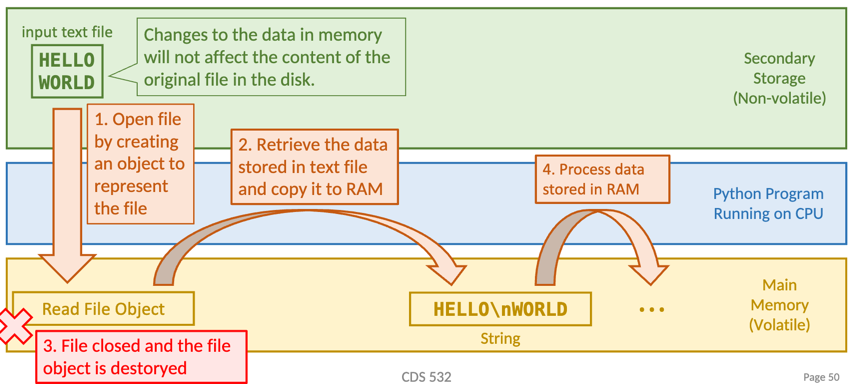 input text file
HELLO
WORLD
Changes to the data in memory
will not affect the content of the
original file in the disk.
Secondary
Storage
(Non-volatile)
1. Open file
by creating
an object to
represent
the file
2. Retrieve the data
stored in text file
and copy it to RAM
4. Process data
stored in RAM
Python Program
Running on CPU
Read File Object
HELLO\nWORLD
String
...
Main
Memory
(Volatile)
3. File closed and the file
object is destoryed
CDS 532
Page 50